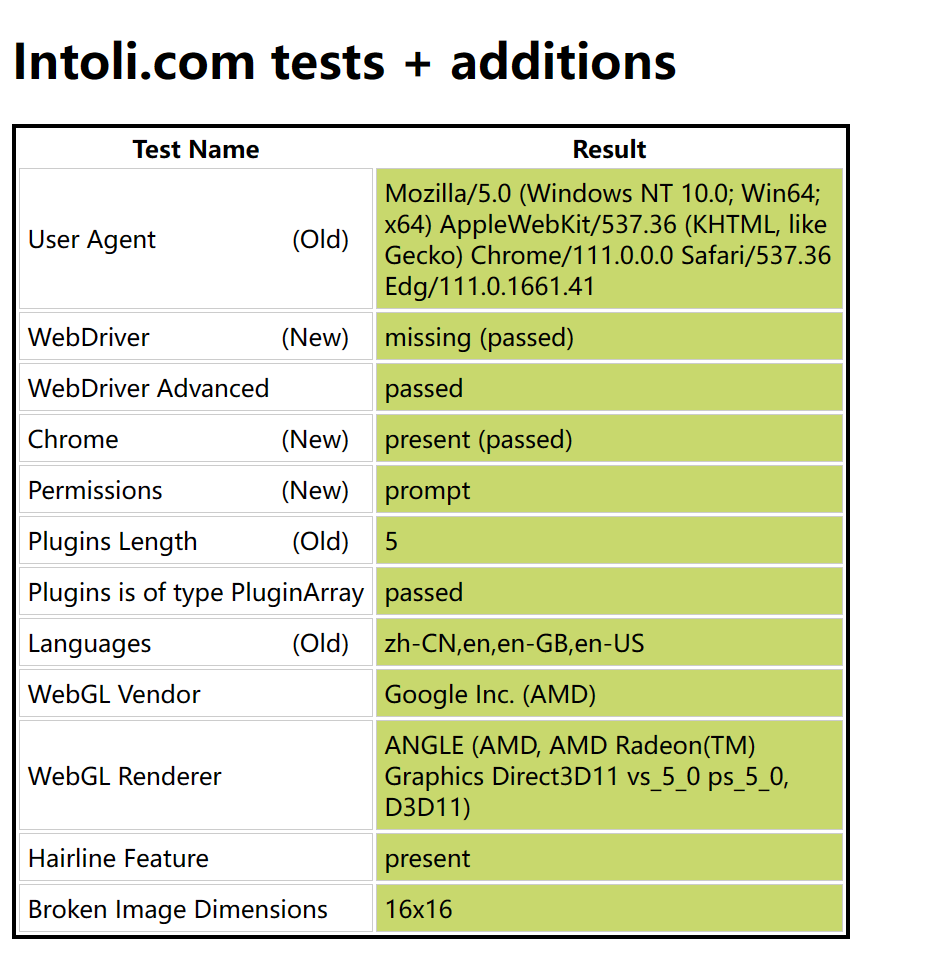 Intoli.com tests + additions
Test Name Result
User Agent (Old)
Mozilla/5.0 (Windows NT 10.0; Win64;
x64) AppleWebKit/537.36 (KHTML, like
Gecko) Chrome/111.0.0.0 Safari/537.36
Edg/111.0.1661.41
WebDriver (New) missing (passed)
WebDriver Advanced passed
Chrome (New) present (passed)
Permissions (New) prompt
Plugins Length (Old) 5
Plugins is of type PluginArray passed
Languages (Old) zh-CN,en,en-GB,en-US
WebGL Vendor Google Inc. (AMD)
WebGL Renderer
ANGLE (AMD, AMD Radeon(TM)
Graphics Direct3D11 vs_5_0 ps_5_0,
D3D11)
Hairline Feature present
Broken Image Dimensions 16x16